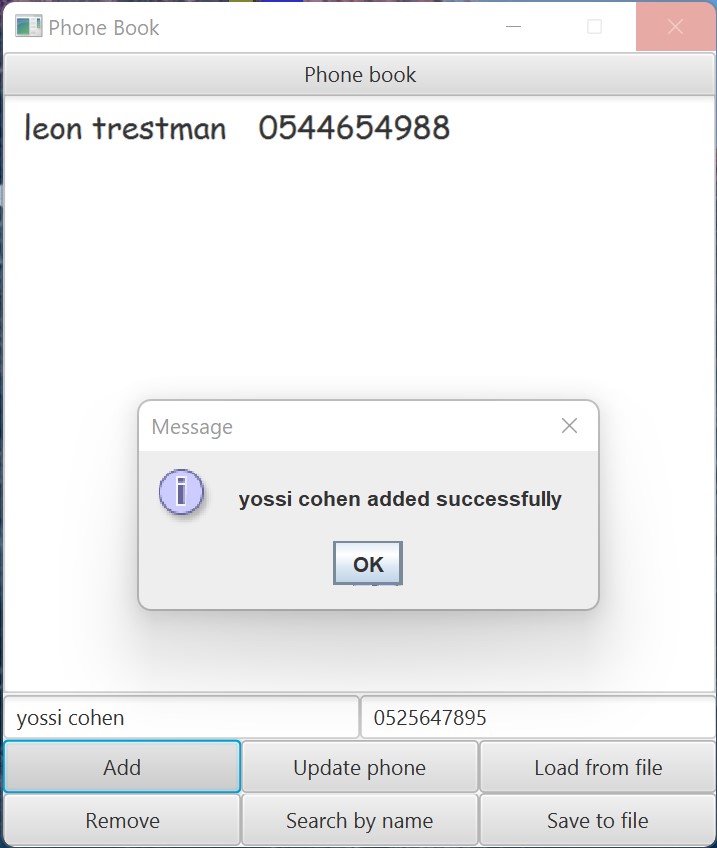 Phone Book
Phone book
leon trestman 0544654988
Message
yossi cohen added successfully
OK
yossi cohen 0525647895
Add Update phone Load from file
Remove Search by name Save to file